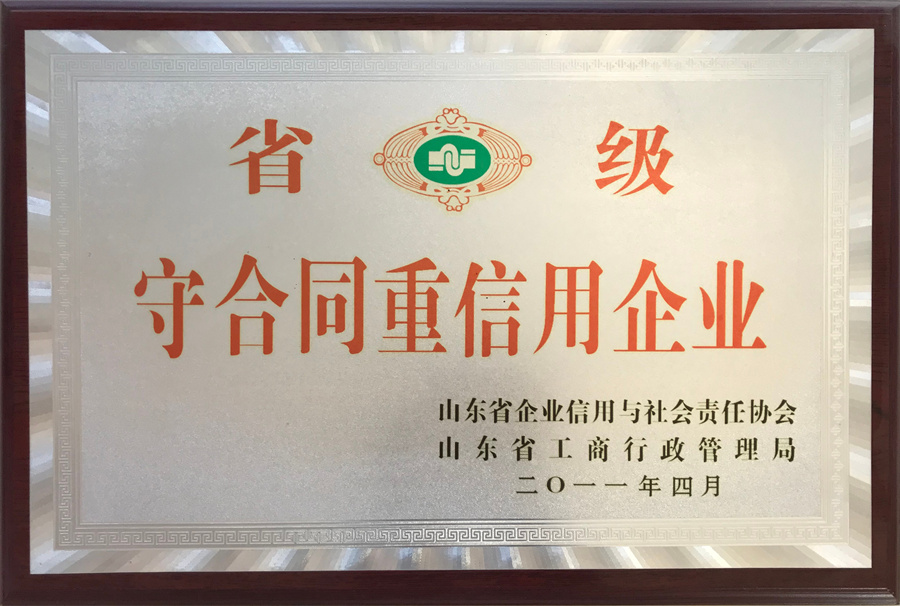 省 级
守合同重信用企业
山东省企业信用与社会责任协会
山东省工商行政管理局
二〇一一年四月